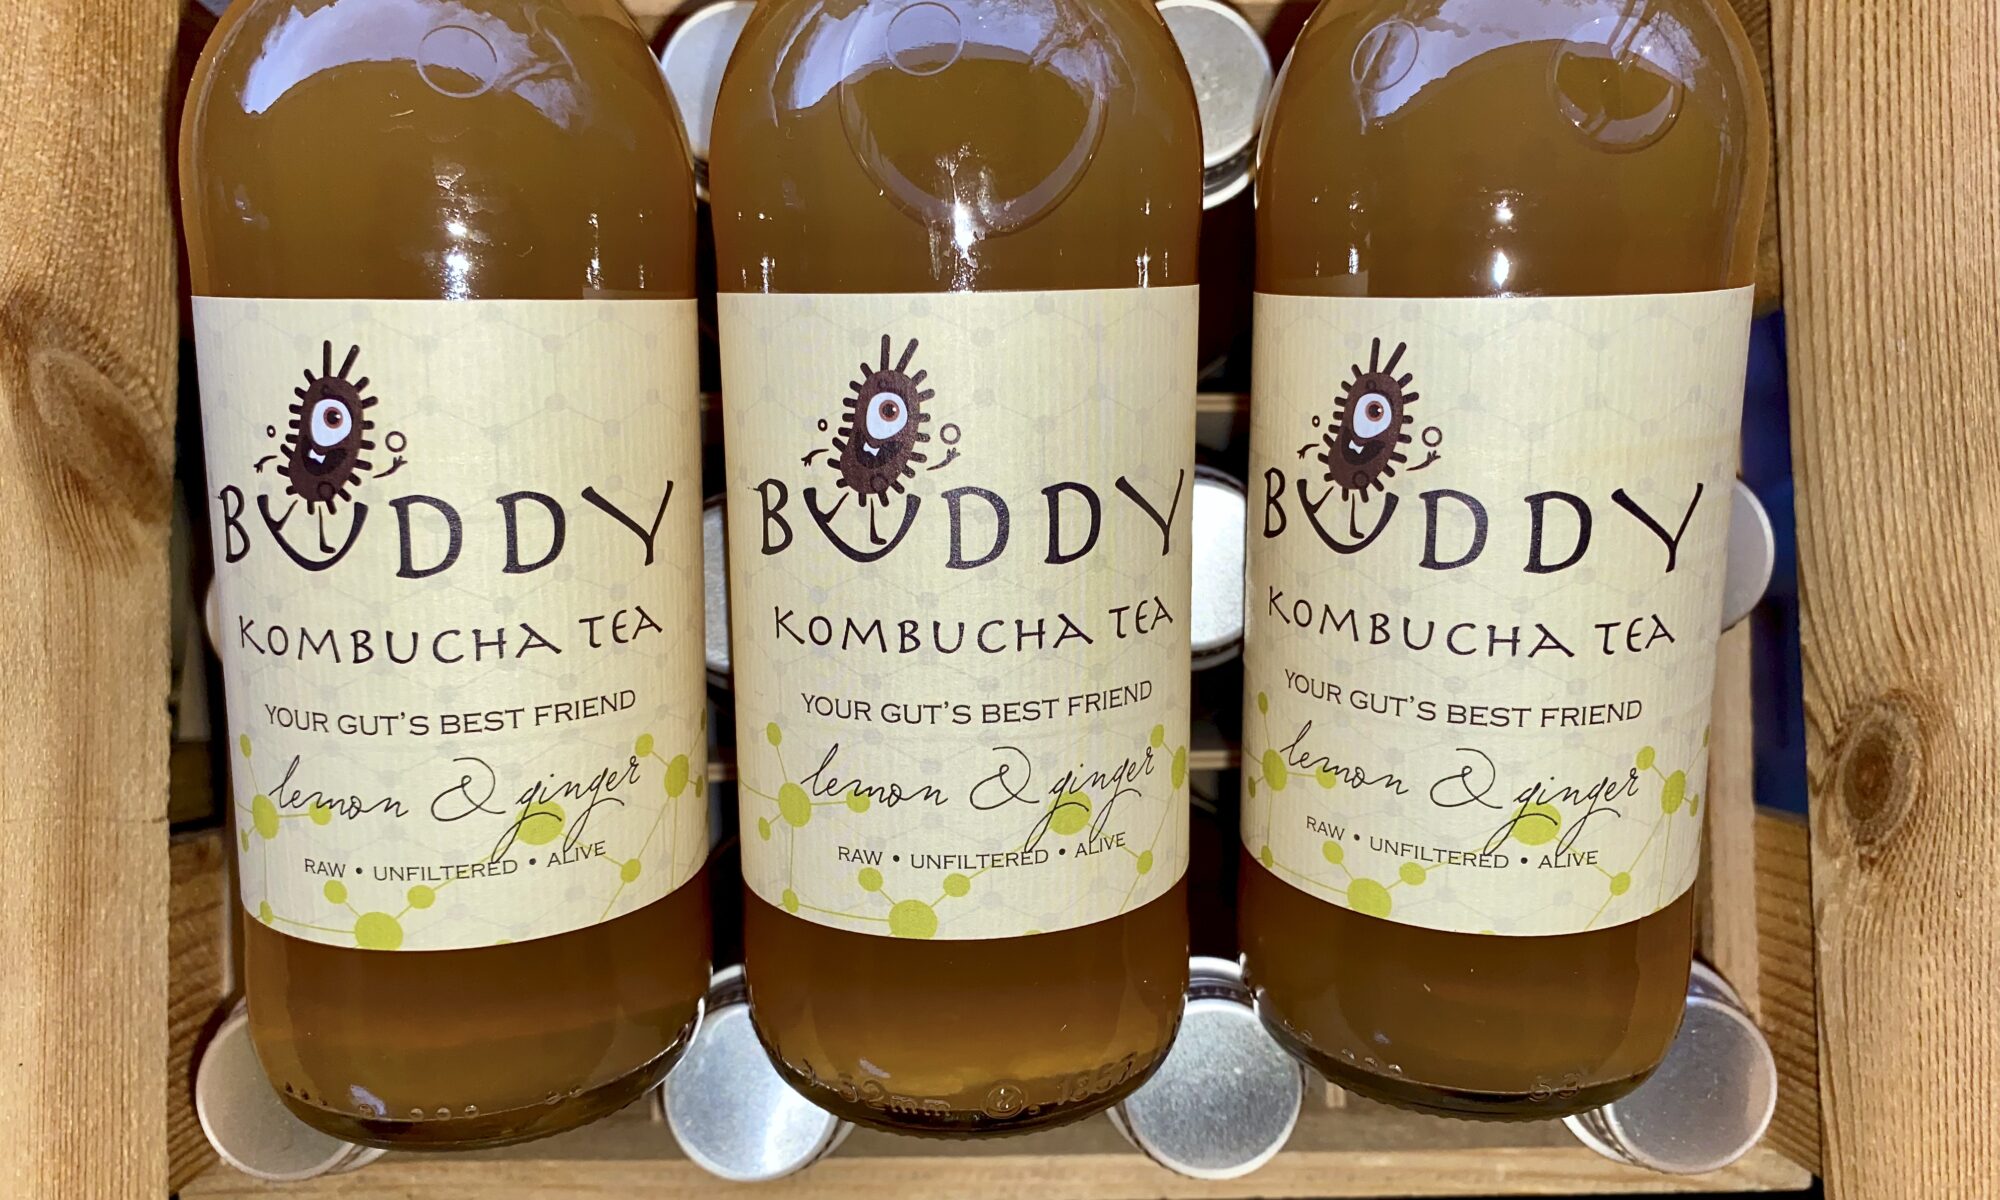 BUDDY
KOMBUCHA TEA
YOUR GUT'S BEST FRIEND
lemon & ginger
RAW • UNFILTERED • ALIVE
BUDDY
KOMBUCHA TEA
YOUR GUT'S BEST FRIEND
lemon & ginger
RAW • UNFILTERED • ALIVE
52mm
BUDDY
KOMBUCHA TEA
YOUR GUT'S BEST FRIEND
lemon & ginger
RAW • UNFILTERED • ALIVE